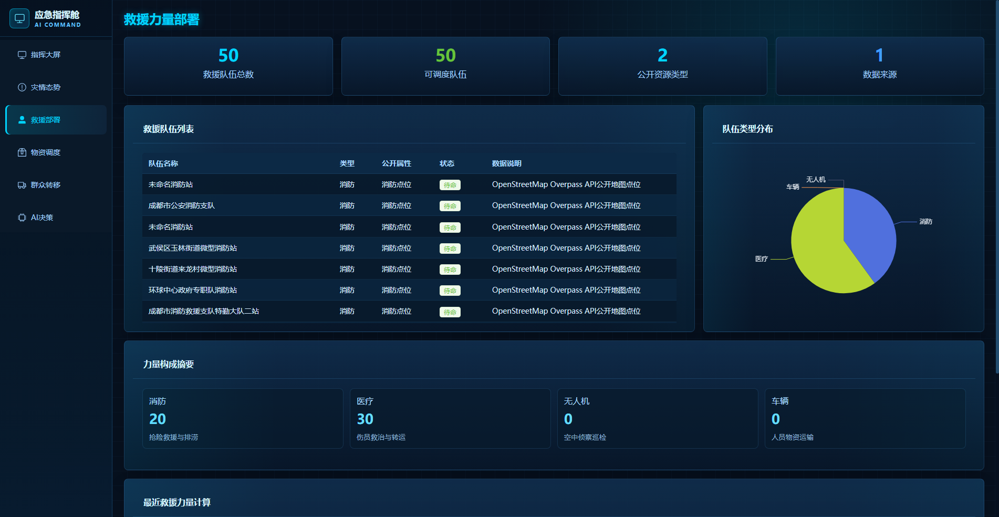 应急指挥舱
AI COMMAND
指挥大屏
灾情态势
救援部署
物资调度
群众转移
AI决策
救援力量部署
50
救援队伍总数
50
可调度队伍
2
公开资源类型
1
数据来源
救援队伍列表
队伍名称 类型 公开属性 状态 数据说明
未命名消防站 消防 消防点位 待命 OpenStreetMap Overpass API公开地图点位
成都市公安消防支队 消防 消防点位 待命 OpenStreetMap Overpass API公开地图点位
未命名消防站 消防 消防点位 待命 OpenStreetMap Overpass API公开地图点位
武侯区玉林街道微型消防站 消防 消防点位 待命 OpenStreetMap Overpass API公开地图点位
十陵街道来龙村微型消防站 消防 消防点位 待命 OpenStreetMap Overpass API公开地图点位
环球中心政府专职队消防站 消防 消防点位 待命 OpenStreetMap Overpass API公开地图点位
成都市消防救援支队特勤大队二站 消防 消防点位 待命 OpenStreetMap Overpass API公开地图点位
队伍类型分布
无人机
车辆
消防
医疗
力量构成摘要
消防
20
抢险救援与排涝
医疗
30
伤员救治与转运
无人机
0
空中侦察巡检
车辆
0
人员物资运输
最近救援力量计算